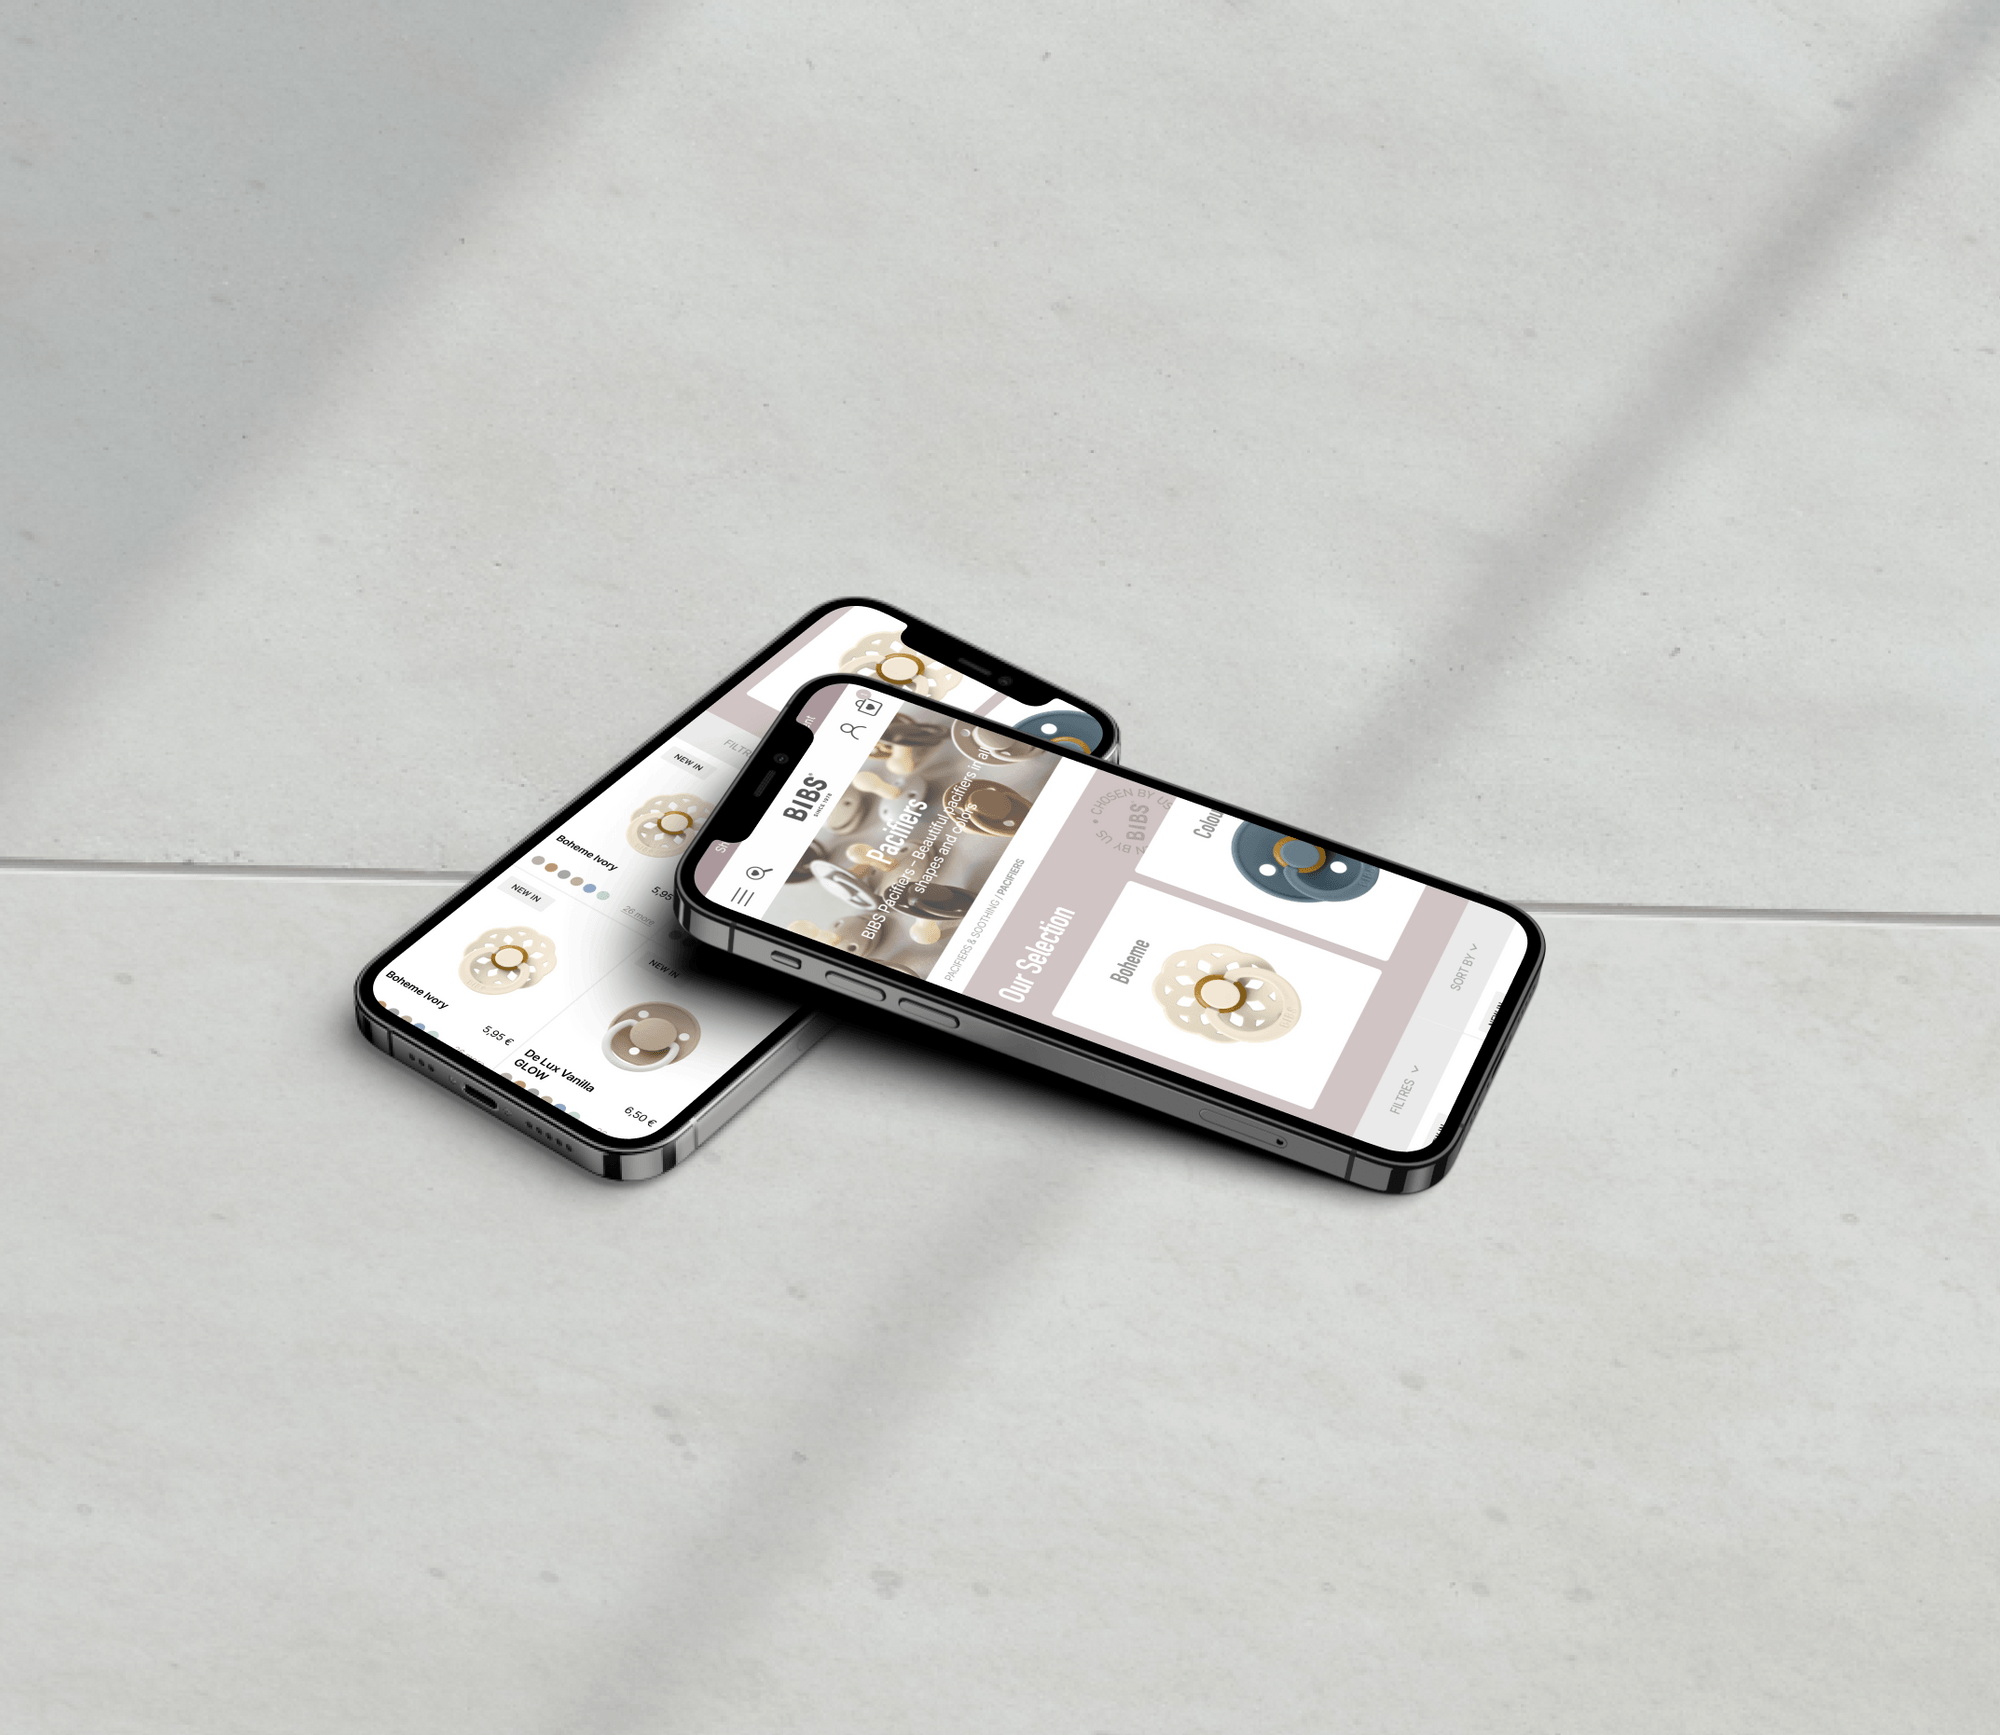 FILTR
NEW IN
Boheme Ivory
5,95
26 more
NEW IN
Boheme Ivory
5,95 €
NEW IN
De Lux Vanilla
GLOW
6,50 €
BIBS
SINCE 1978
Pacifiers
BIBS Pacifiers – Beautiful pacifiers in all
shapes and colors
PACIFIERS & SOOTHING / PACIFIERS
Our Selection
CHOSEN BY US
BIBS
Boheme
Colou
FILTRES
SORT BY